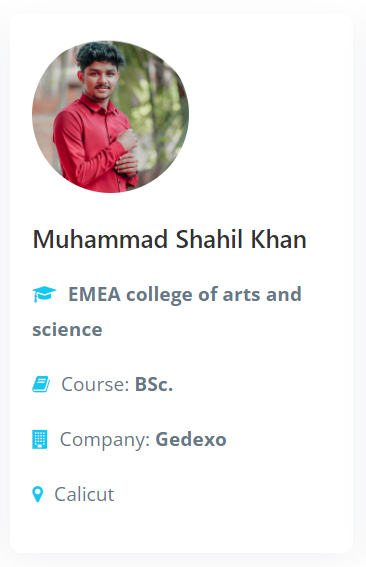 Muhammad Shahil Khan
EMEA college of arts and
science
Course: BSc.
Company: Gedexo
Calicut